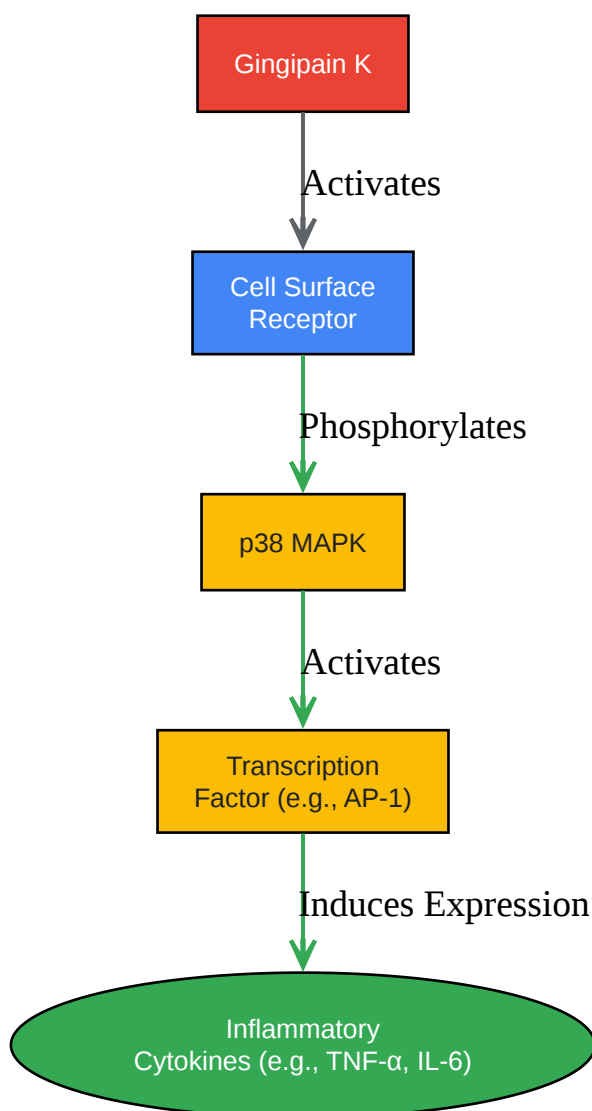 Gingipain K
Activates
Cell Surface
Receptor
Phosphorylates
p38 MAPK
Activates
Transcription
Factor (e.g., AP-1)
Induces Expression
Inflammatory
Cytokines (e.g., TNF-α, IL-6)